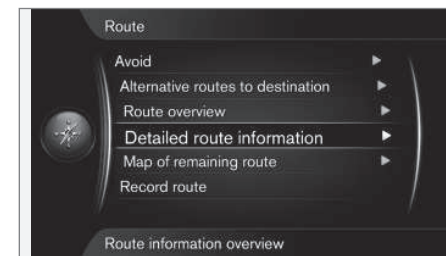 Route
Avoid
Alternative routes to destination
Route overview
Detailed route information
Map of remaining route
Record route
Route information overview